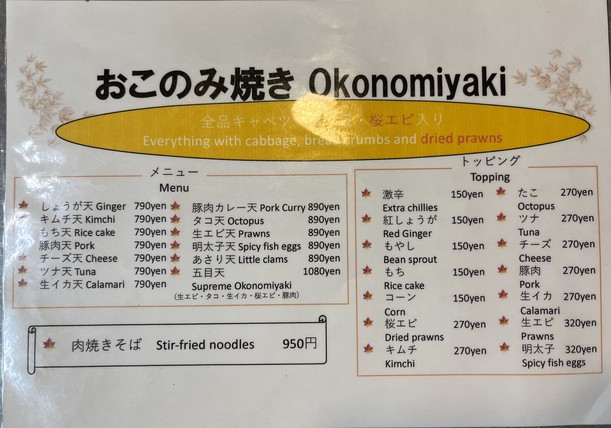 おこのみ焼き Okonomiyaki
全品キャベツ・桜エビ入り
Everything with cabbage, bread crumbs and dried prawns
メニュー
Menu
しょうが天 Ginger 790yen
キムチ天 Kimchi 790yen
もち天 Rice cake 790yen
豚肉天 Pork 790yen
チーズ天 Cheese 790yen
ツナ天 Tuna 790yen
生イカ天 Calamari 790yen
豚肉カレー天 Pork Curry 890yen
タコ天 Octopus 890yen
生エビ天 Prawns 890yen
明太子天 Spicy fish eggs 890yen
あさり天 Little clams 890yen
五目天 1080yen
Supreme Okonomiyaki
(生エビ・タコ・生イカ・桜エビ・豚肉)
肉焼きそば Stir-fried noodles 950円
トッピング
Topping
激辛 150yen
Extra chillies
紅しょうが 150yen
Red Ginger
もやし 150yen
Bean sprout
もち 150yen
Rice cake
コーン 150yen
Corn
桜エビ 270yen
Dried prawns
キムチ 270yen
Kimchi
たこ 270yen
Octopus
ツナ 270yen
Tuna
チーズ 270yen
Cheese
豚肉 270yen
Pork
生イカ 270yen
Calamari
生エビ 320yen
Prawns
明太子 320yen
Spicy fish eggs